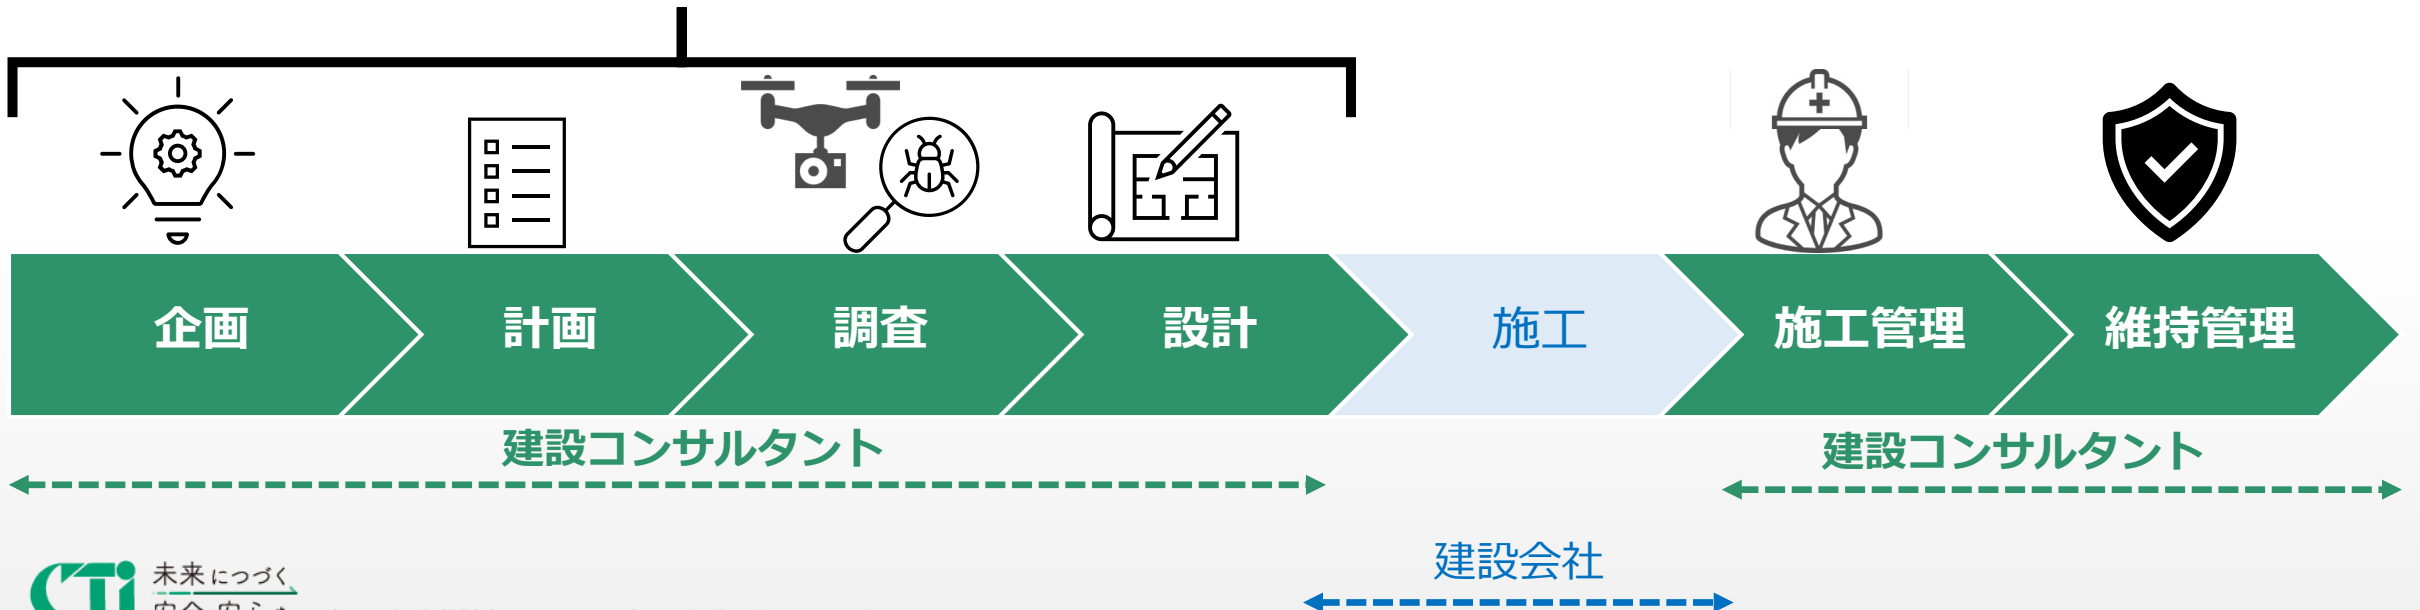 企画
計画
調査
設計
施工
施工管理
維持管理
建設コンサルタント
建設コンサルタント
建設会社
CTi
未来につづく